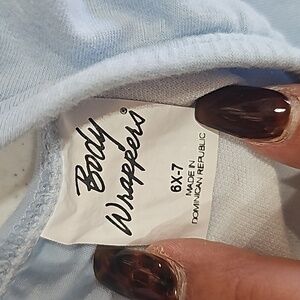 Body
Wrappers®
6X-7
MADE IN
DOMINICAN REPUBLIC